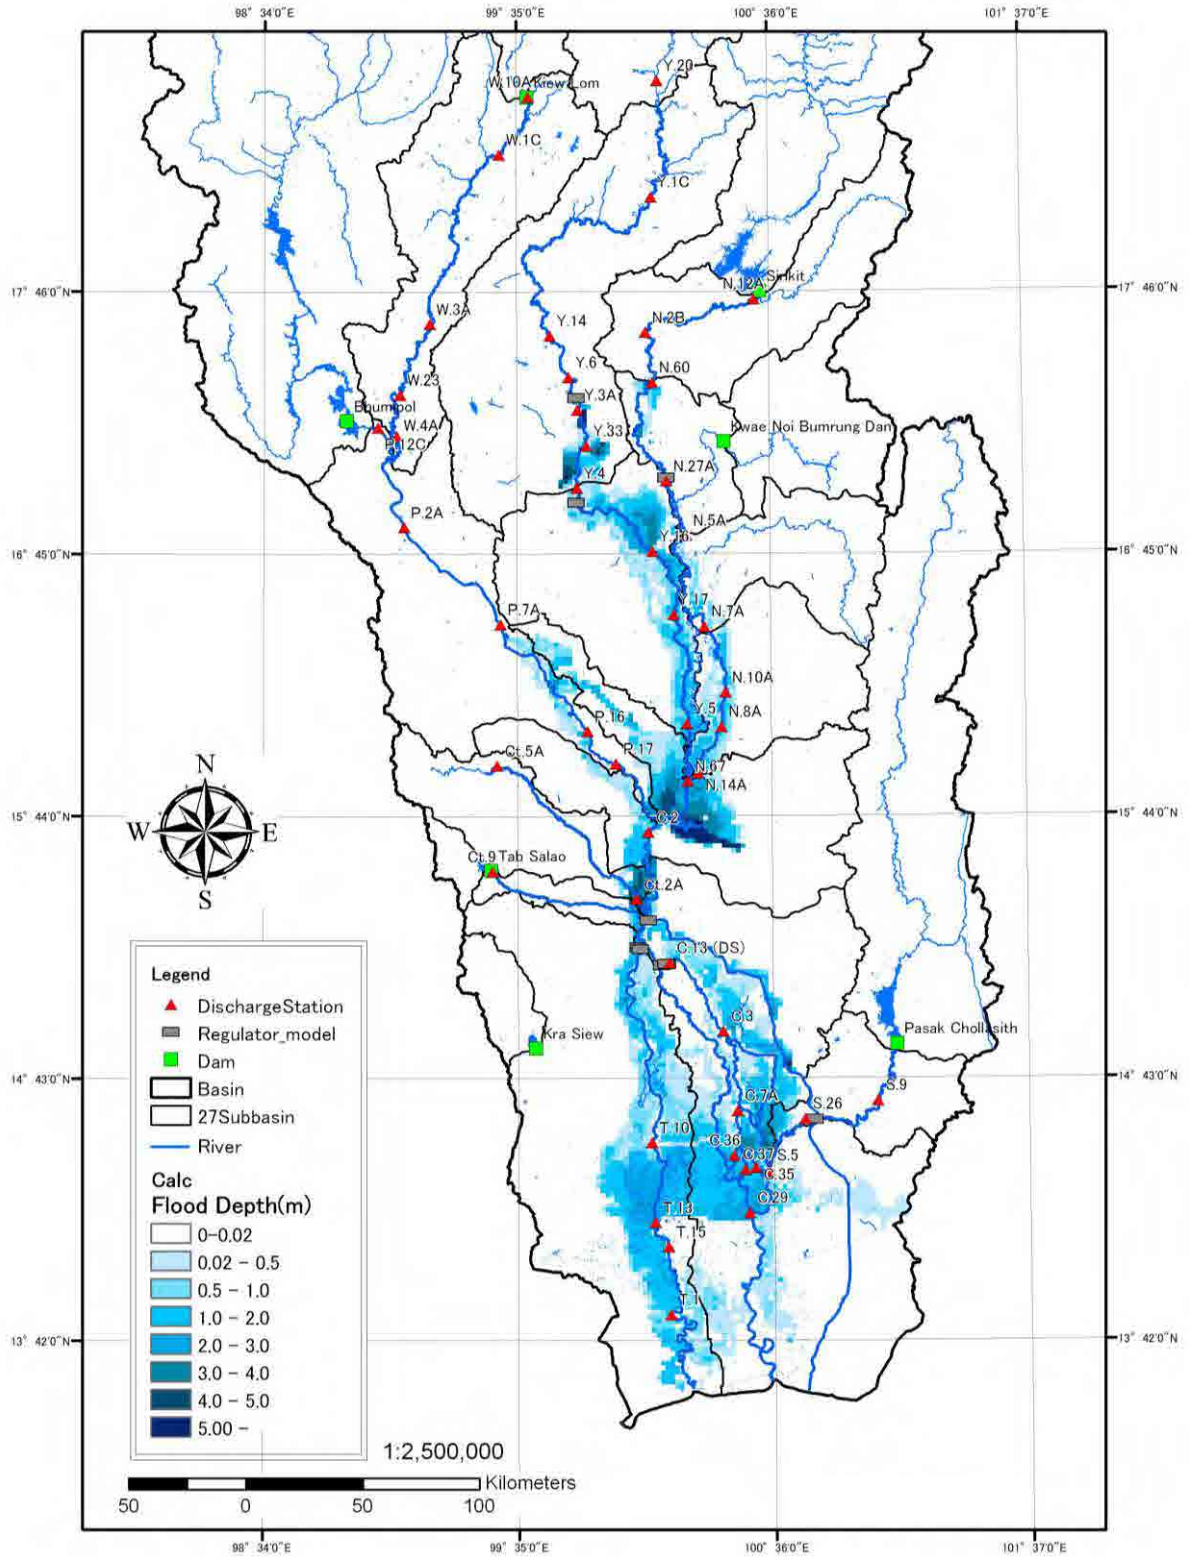 98° 34'0"E
99° 35'0"E
100° 36'0"E
101° 37'0"E
Y.20
W.10A Kiew Lom
W.1C
Y.1C
17° 46'0"N
Sirikit
N.12A
17° 46'0"N
W.3A
Y.14
N.2B
Y.6
N.60
W.23
Y.3A
Bhumipol
W.4A
Y.33
Kwae Noi Bumrung Dan
P.12C
Y.4
N.27A
P.2A
N.5A
Y.16
16° 45'0"N
16° 45'0"N
Y.17
P.7A
N.7A
N.10A
P.16
Y.5
N.8A
N
Ct.5A
P.17
N.67
N.14A
15° 44'0"N
C.2
15° 44'0"N
W
E
Ct.9 Tab Salao
S
Ct.2A
C.13 (DS)
Legend
DischargeStation
C.3
Pasak Chollasith
Regulator_model
Kra Siew
Dam
14° 43'0"N
14° 43'0"N
Basin
S.9
C.7A
S.26
27Subbasin
T.10
C.36
River
C.37
S.5
C.35
Calc
Flood Depth(m)
C.29
T.13
0-0.02
T.15
0.02 - 0.5
0.5 - 1.0
T.1
1.0 - 2.0
13° 42'0"N
2.0 - 3.0
13° 42'0"N
3.0 - 4.0
4.0 - 5.0
5.00 -
1:2,500,000
Kilometers
50
0
50
100
98° 34'0"E
99° 35'0"E
100° 36'0"E
101° 37'0"E